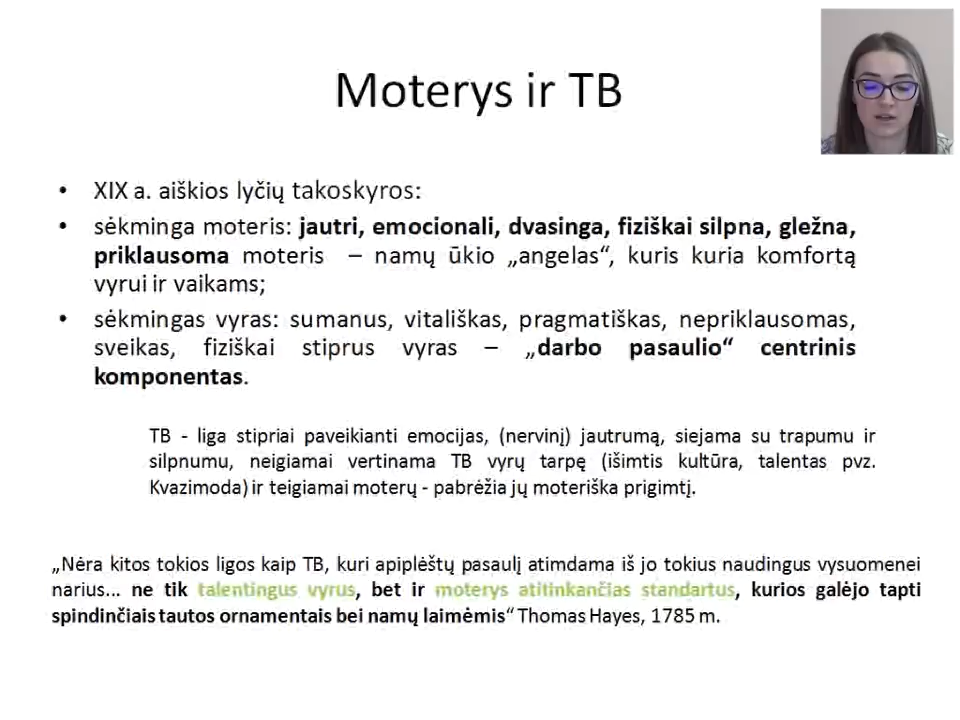 Moterys ir TB
• XIX a. aiškios lyčių takoskyros:
• sėkminga moteris: jautri, emocionali, dvasinga, fiziškai silpna, gležna,
priklausoma moteris – namų ūkio „angelas“, kuris kuria komfortą
vyrui ir vaikams;
• sėkmingas vyras: sumanus, vitališkas, pragmatiškas, nepriklausomas,
sveikas, fiziškai stiprus vyras – „darbo pasaulio“ centrinis
komponentas.
TB - liga stipriai paveikianti emocijas, (nervinį) jautrumą, siejama su trapumu ir
silpnumu, neigiamai vertinama TB vyrų tarpę (išimtis kultūra, talentas pvz.
Kvazimoda) ir teigiamai moterų - pabrėžia jų moteriška prigimtį.
„Nėra kitos tokios ligos kaip TB, kuri apiplėštų pasaulį atimdama iš jo tokius naudingus vysuomenei
narius... ne tik talentingus vyrus, bet ir moterys atitinkančias standartus, kurios galėjo tapti
spindinčiais tautos ornamentais bei namų laimėmis“ Thomas Hayes, 1785 m.